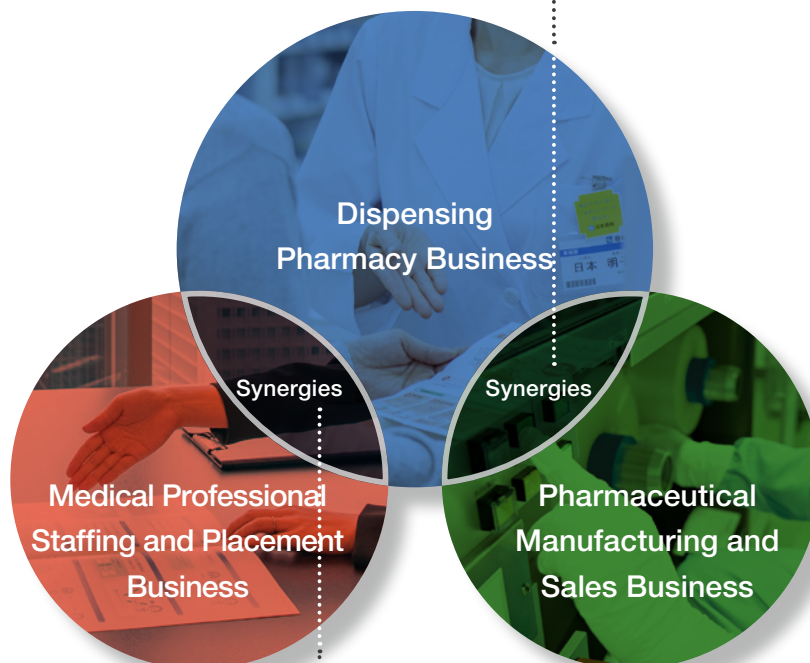 Dispensing
Pharmacy Business
日本 明
Synergies
Synergies
Medical Professional
Staffing and Placement
Business
Pharmaceutical
Manufacturing and
Sales Business